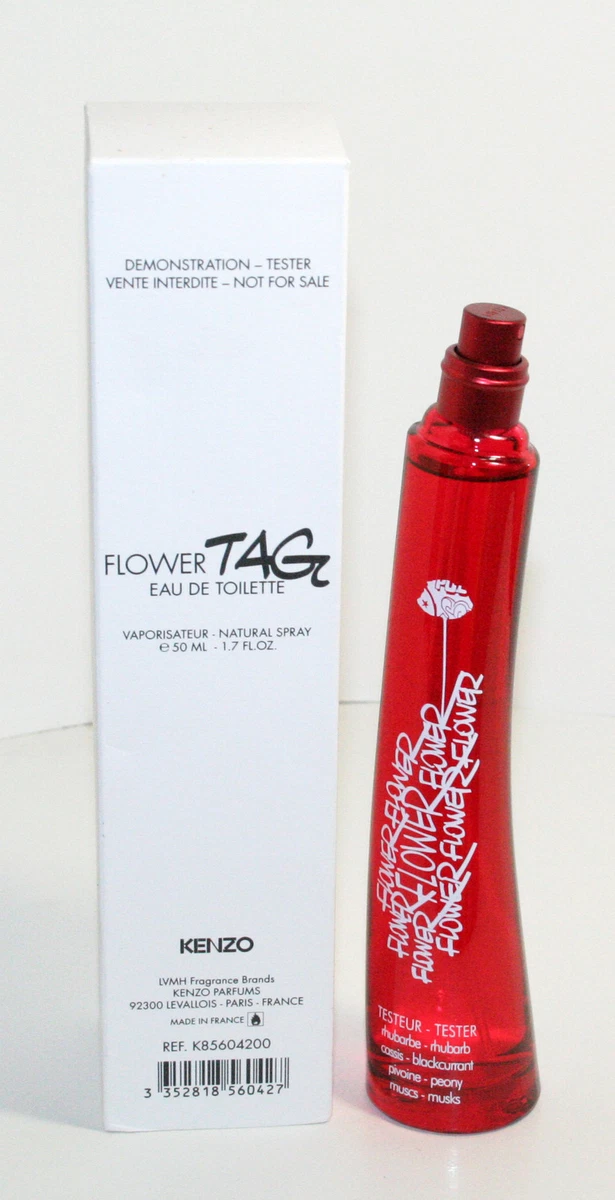 DEMONSTRATION – TESTER
VENTE INTERDITE – NOT FOR SALE
FLOWER TAG
EAU DE TOILETTE
VAPORISATEUR - NATURAL SPRAY
℮ 50 ML - 1.7 FL.OZ.
KENZO
LVMH Fragrance Brands
KENZO PARFUMS
92300 LEVALLOIS - PARIS - FRANCE
MADE IN FRANCE
REF. K85604200
3 352818 560427
FLOWER FLOWER
FLOWER FLOWER FLOWER
FLOWER FLOWER
FLOWER FLOWER FLOWER
TESTEUR - TESTER
rhubarbe - rhubarb
cassis - blackcurrant
pivoine - peony
muscs - musks